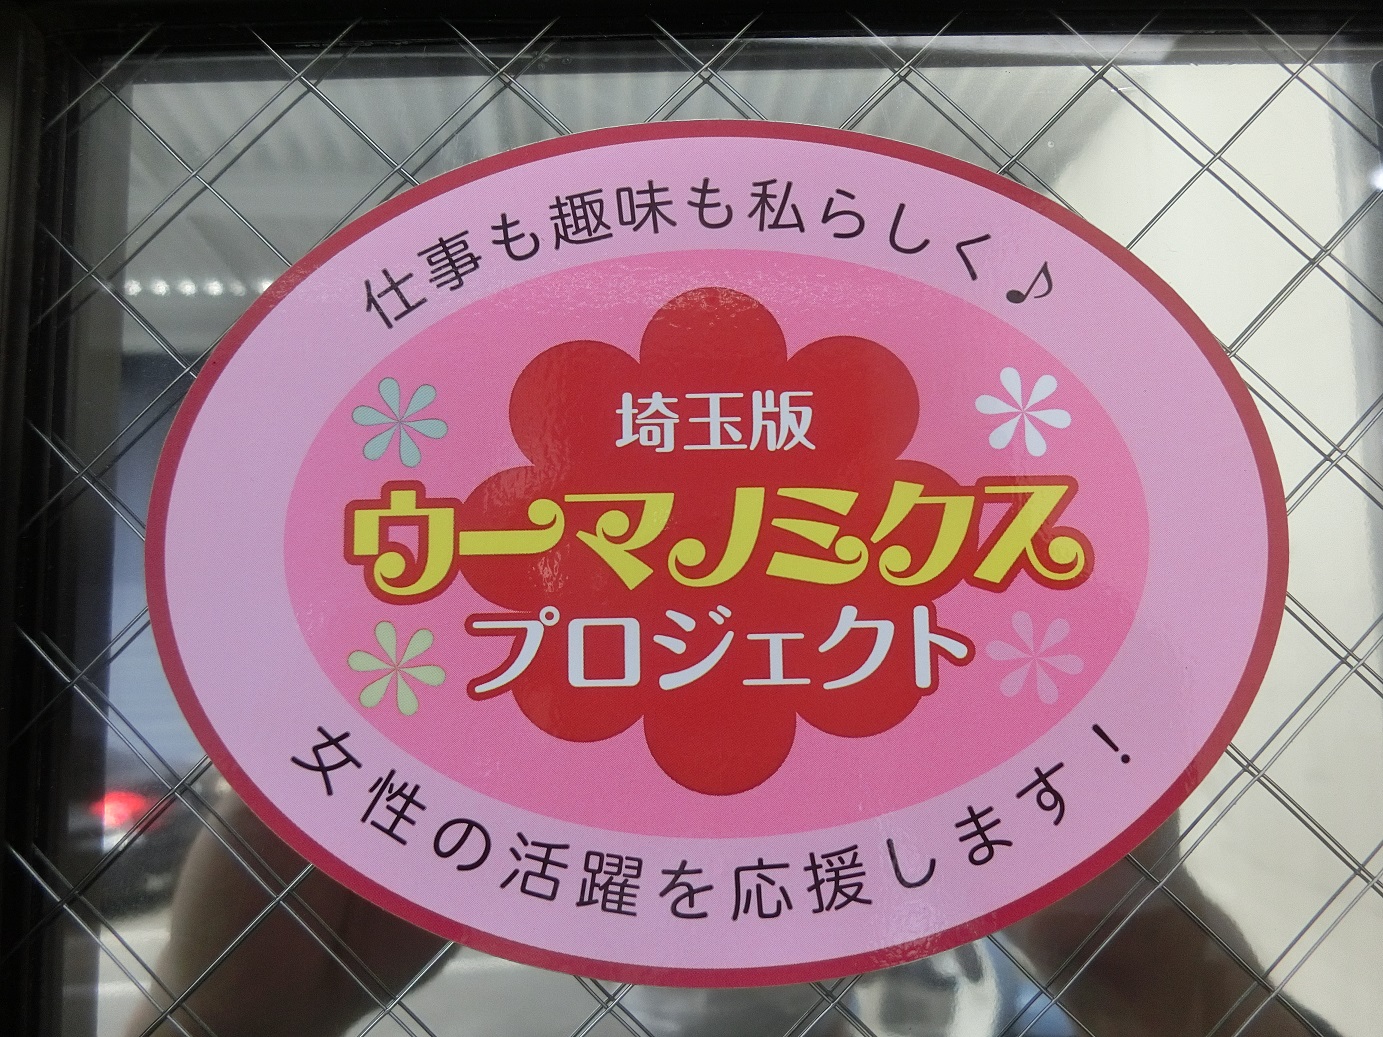 仕事も趣味も私らしく♪
埼玉版
ウーマノミクス
プロジェクト
女性の活躍を応援します！